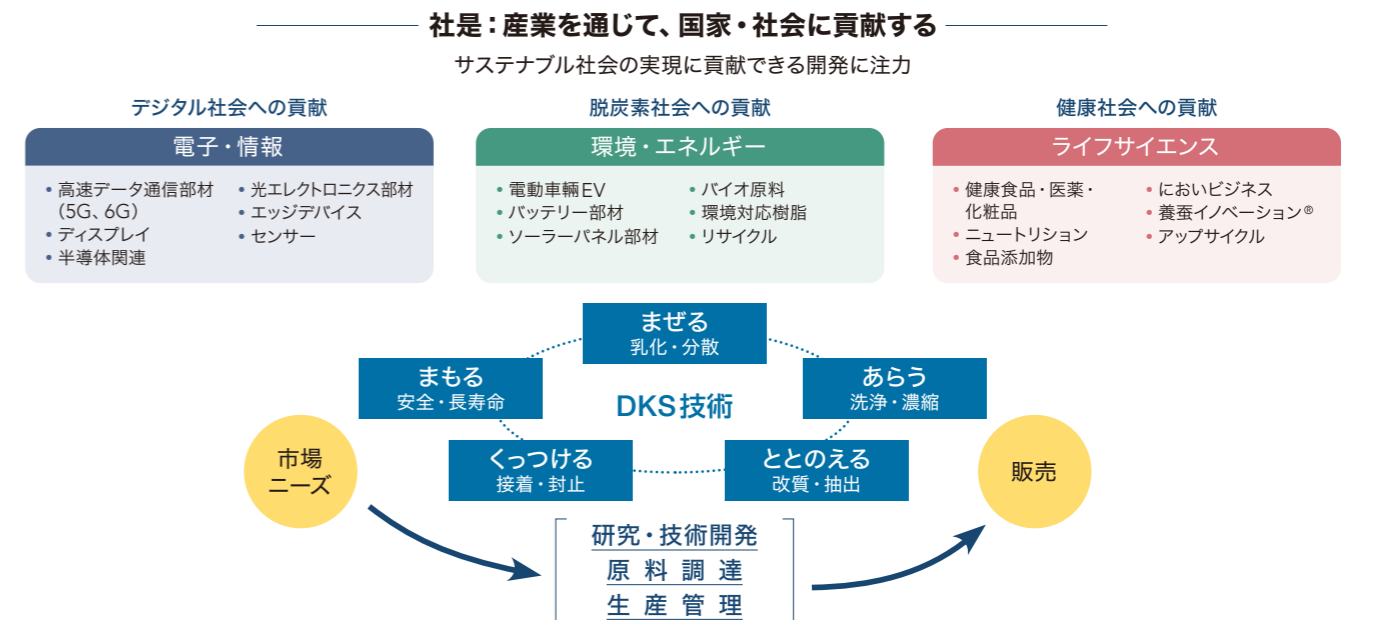 社是：産業を通じて、国家・社会に貢献する
サステナブル社会の実現に貢献できる開発に注力
デジタル社会への貢献
電子・情報
• 高速データ通信部材
（5G、6G）
• ディスプレイ
• 半導体関連
• 光エレクトロニクス部材
• エッジデバイス
• センサー
脱炭素社会への貢献
環境・エネルギー
• 電動車輛EV
• バッテリー部材
• ソーラーパネル部材
• バイオ原料
• 環境対応樹脂
• リサイクル
健康社会への貢献
ライフサイエンス
• 健康食品・医薬・
化粧品
• ニュートリション
• 食品添加物
• においビジネス
• 養蚕イノベーション®
• アップサイクル
まぜる
乳化・分散
まもる
安全・長寿命
あらう
洗浄・濃縮
DKS技術
くっつける
接着・封止
ととのえる
改質・抽出
市場
ニーズ
販売
研究・技術開発
原料調達
生産管理